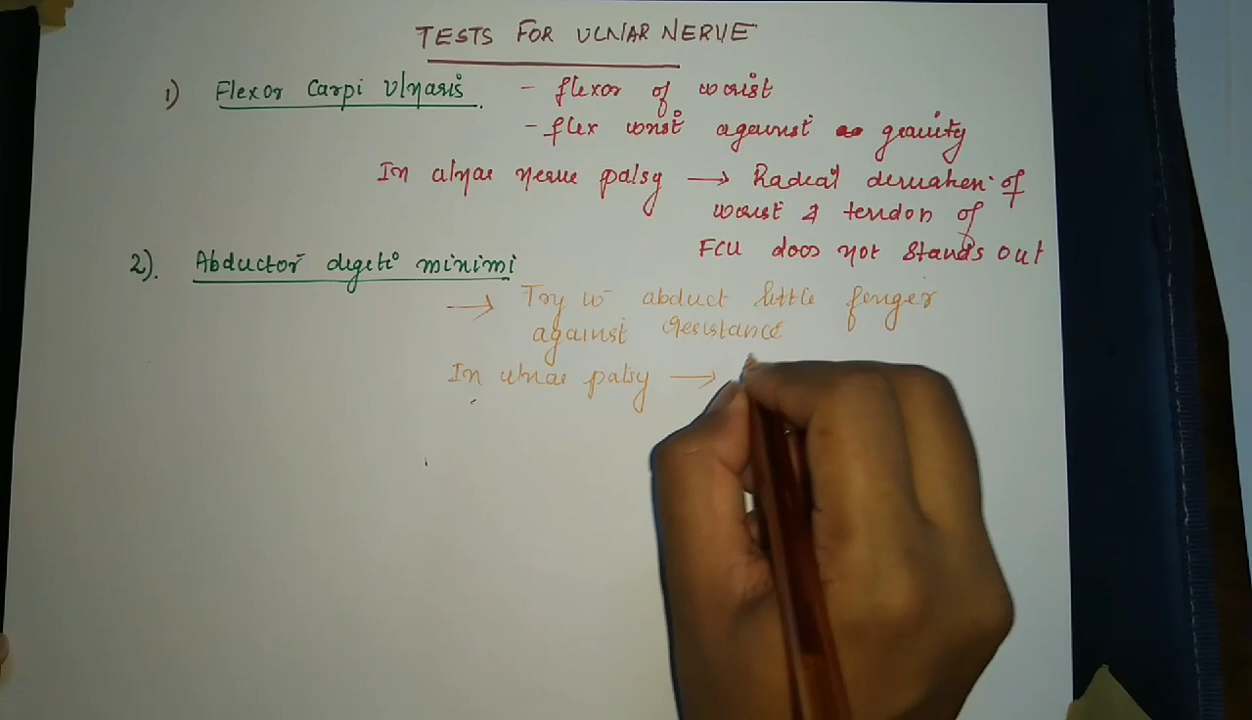 TESTS FOR ULNAR NERVE
1) Flexor Carpi Ulnaris - flexor of wrist
- flex wrist against gravity
In ulnar nerve palsy → Radial deviation of
wrist & tendon of
FCU does not stands out
2). Abductor digiti minimi
→ Try to abduct little finger
against resistance
In ulnar palsy →